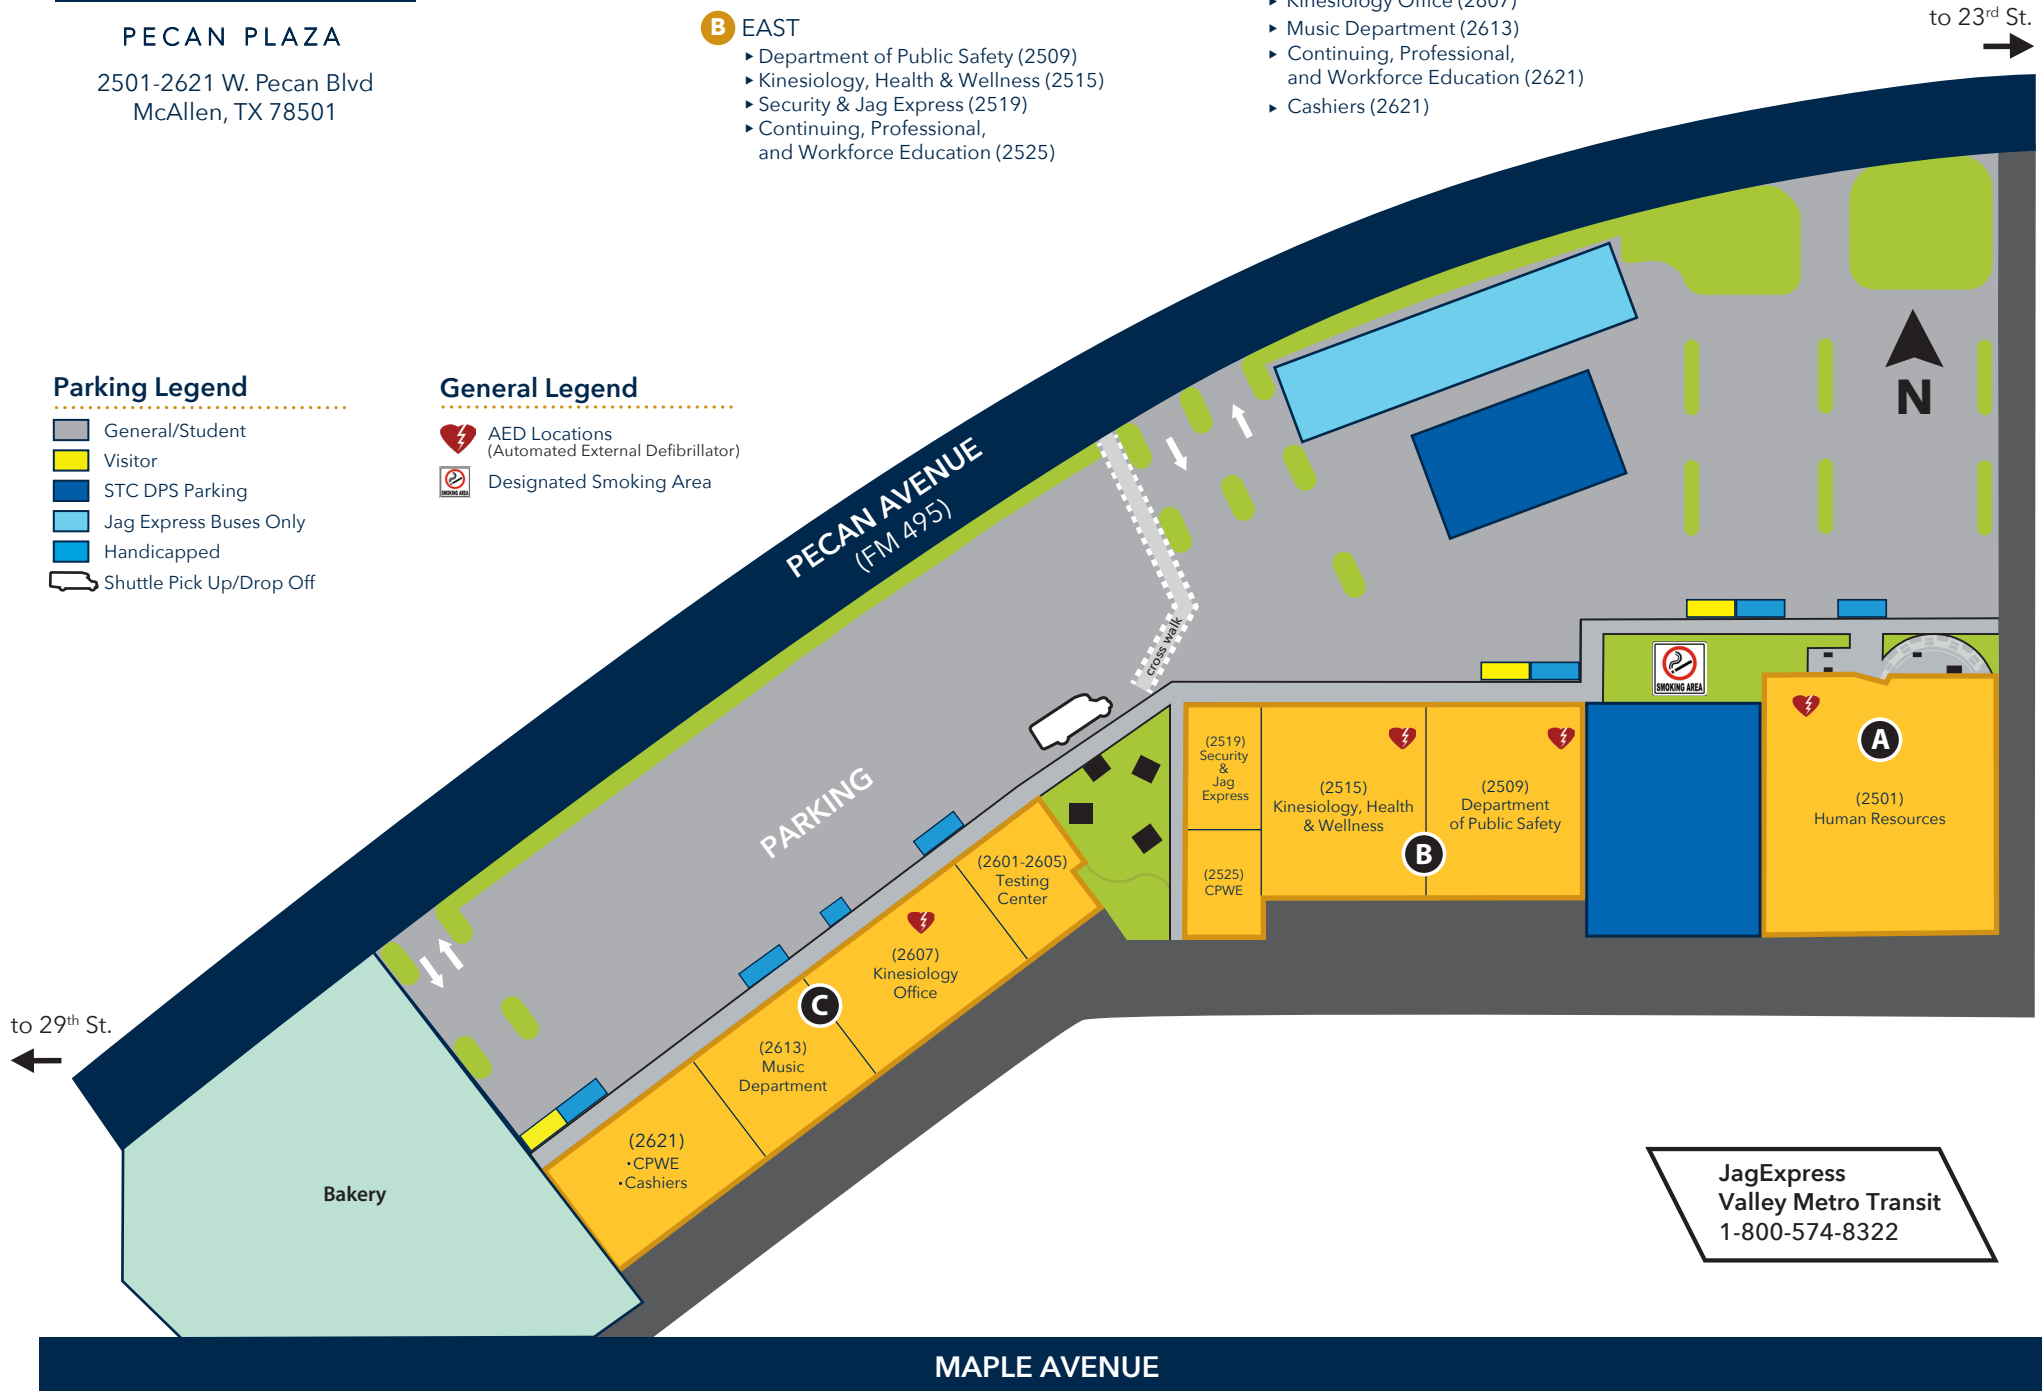 PECAN PLAZA
2501-2621 W. Pecan Blvd
McAllen, TX 78501
B EAST
▸ Department of Public Safety (2509)
▸ Kinesiology, Health & Wellness (2515)
▸ Security & Jag Express (2519)
▸ Continuing, Professional,
and Workforce Education (2525)
▸ Kinesiology Office (2607)
▸ Music Department (2613)
▸ Continuing, Professional,
and Workforce Education (2621)
▸ Cashiers (2621)
to 23rd St.
Parking Legend
General/Student
Visitor
STC DPS Parking
Jag Express Buses Only
Handicapped
Shuttle Pick Up/Drop Off
General Legend
AED Locations
(Automated External Defibrillator)
SMOKING AREA
Designated Smoking Area
N
PECAN AVENUE
(FM 495)
cross walk
PARKING
SMOKING AREA
A
(2501)
Human Resources
(2519)
Security
&
Jag
Express
(2525)
CPWE
(2515)
Kinesiology, Health
& Wellness
(2509)
Department
of Public Safety
B
(2601-2605)
Testing
Center
(2607)
Kinesiology
Office
C
(2613)
Music
Department
(2621)
•CPWE
•Cashiers
to 29th St.
Bakery
JagExpress
Valley Metro Transit
1-800-574-8322
MAPLE AVENUE